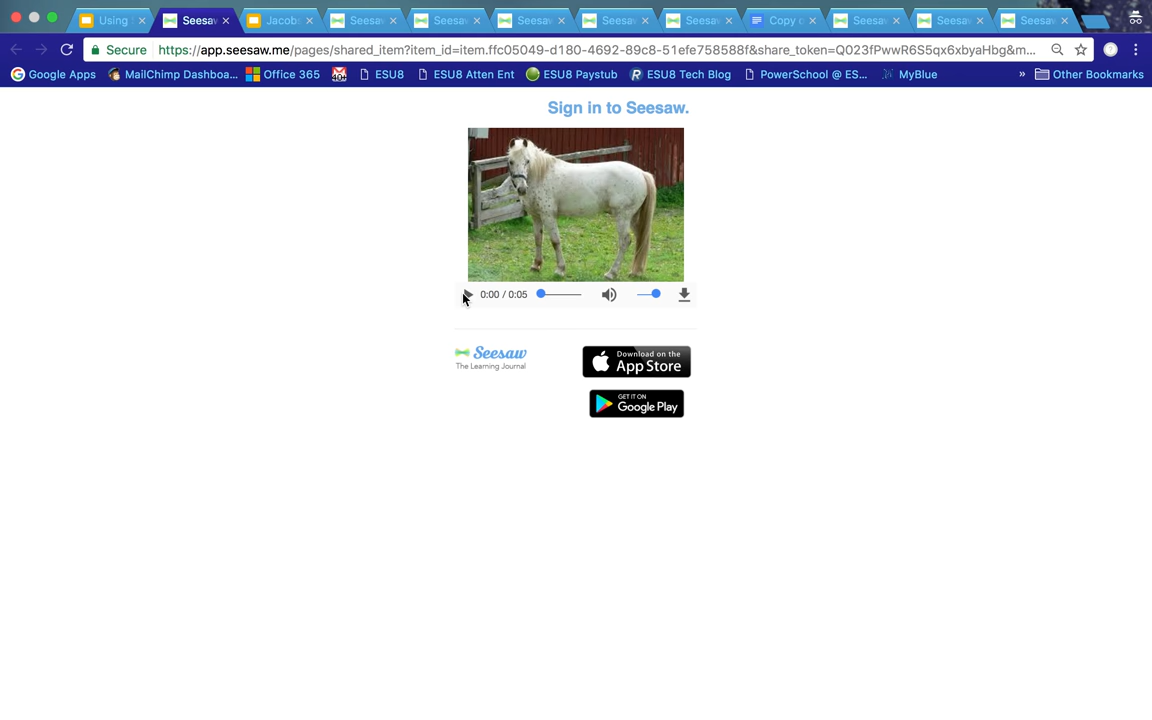 Using
Seesaw
Jacob
Seesaw
Seesaw
Seesaw
Seesaw
Seesaw
Copy
Seesaw
Seesaw
Seesaw
Secure https://app.seesaw.me/pages/shared_item?item_id=item.ffc05049-d180-4692-89c8-51efe758588f&share_token=Q023fPwwR6S5qx6xbyaHbg&m...
Google Apps MailChimp Dashboa... Office 365 40+ ESU8 ESU8 Atten Ent ESU8 Paystub ESU8 Tech Blog PowerSchool @ ES... MyBlue » Other Bookmarks
Sign in to Seesaw.
0:00 / 0:05
Seesaw
The Learning Journal
Download on the
App Store
GET IT ON
Google Play